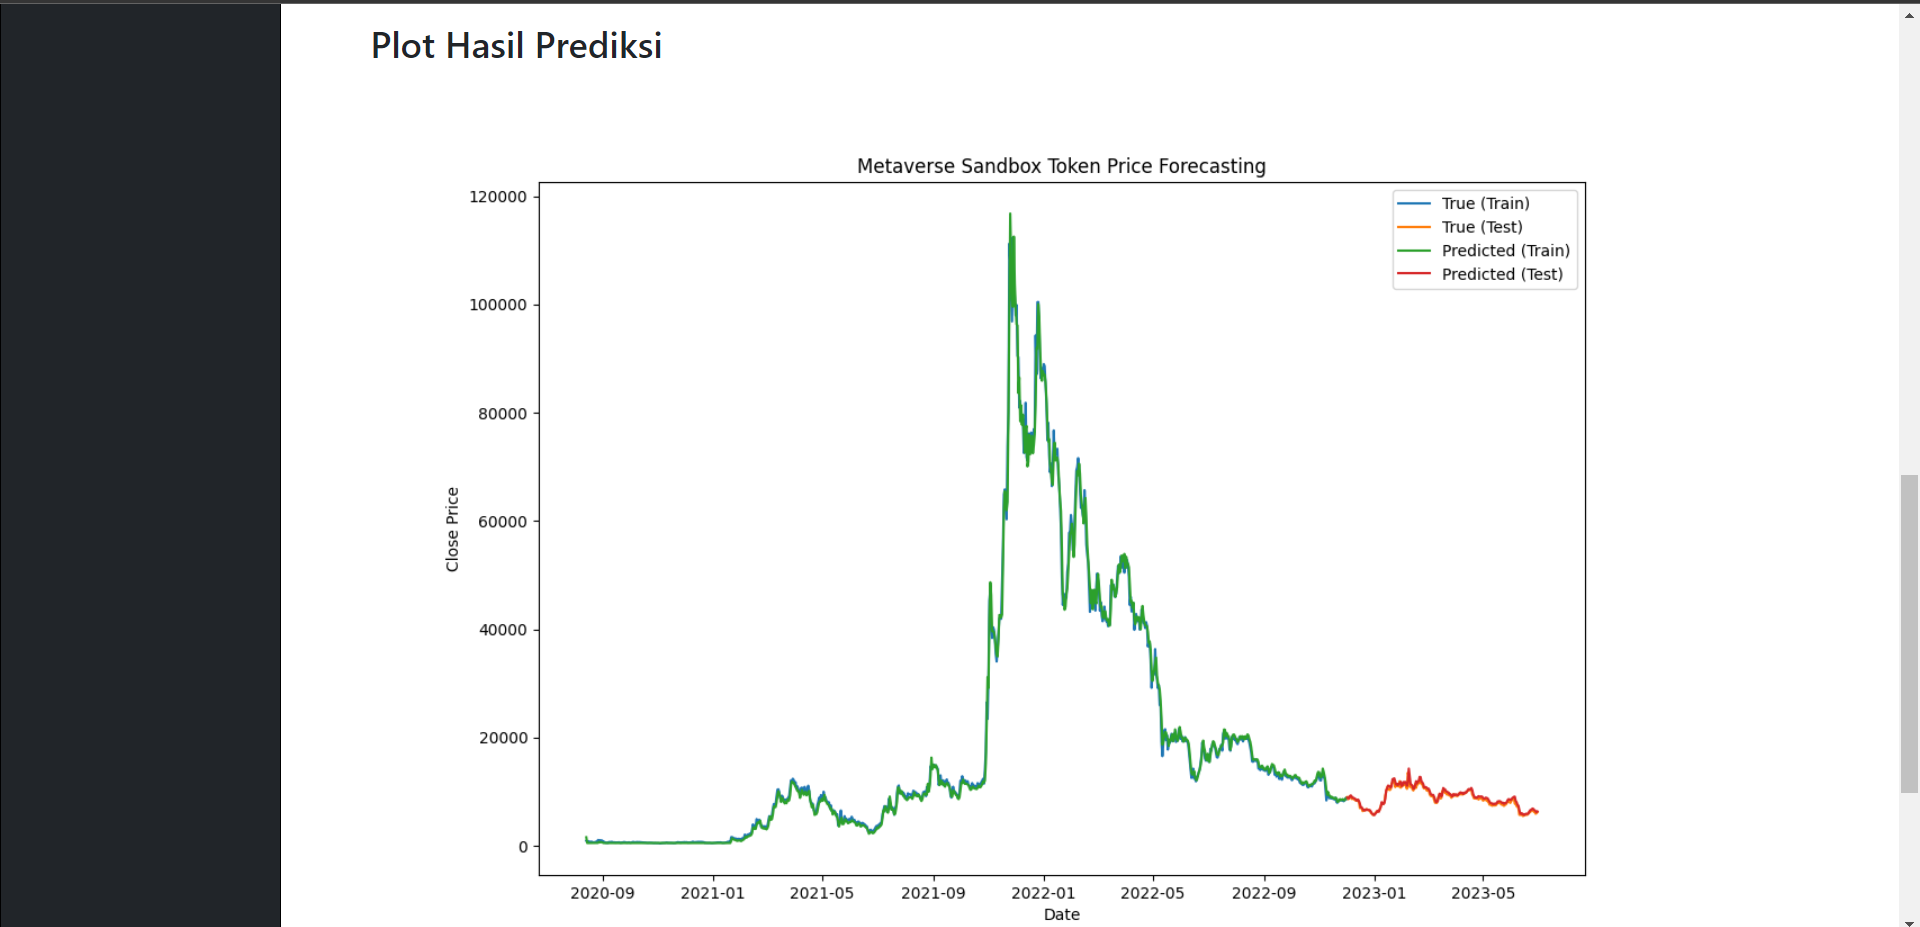 Plot Hasil Prediksi
Metaverse Sandbox Token Price Forecasting
120000
100000
80000
60000
40000
20000
0
Close Price
True (Train)
True (Test)
Predicted (Train)
Predicted (Test)
2020-09 2021-01 2021-05 2021-09 2022-01 2022-05 2022-09 2023-01 2023-05
Date